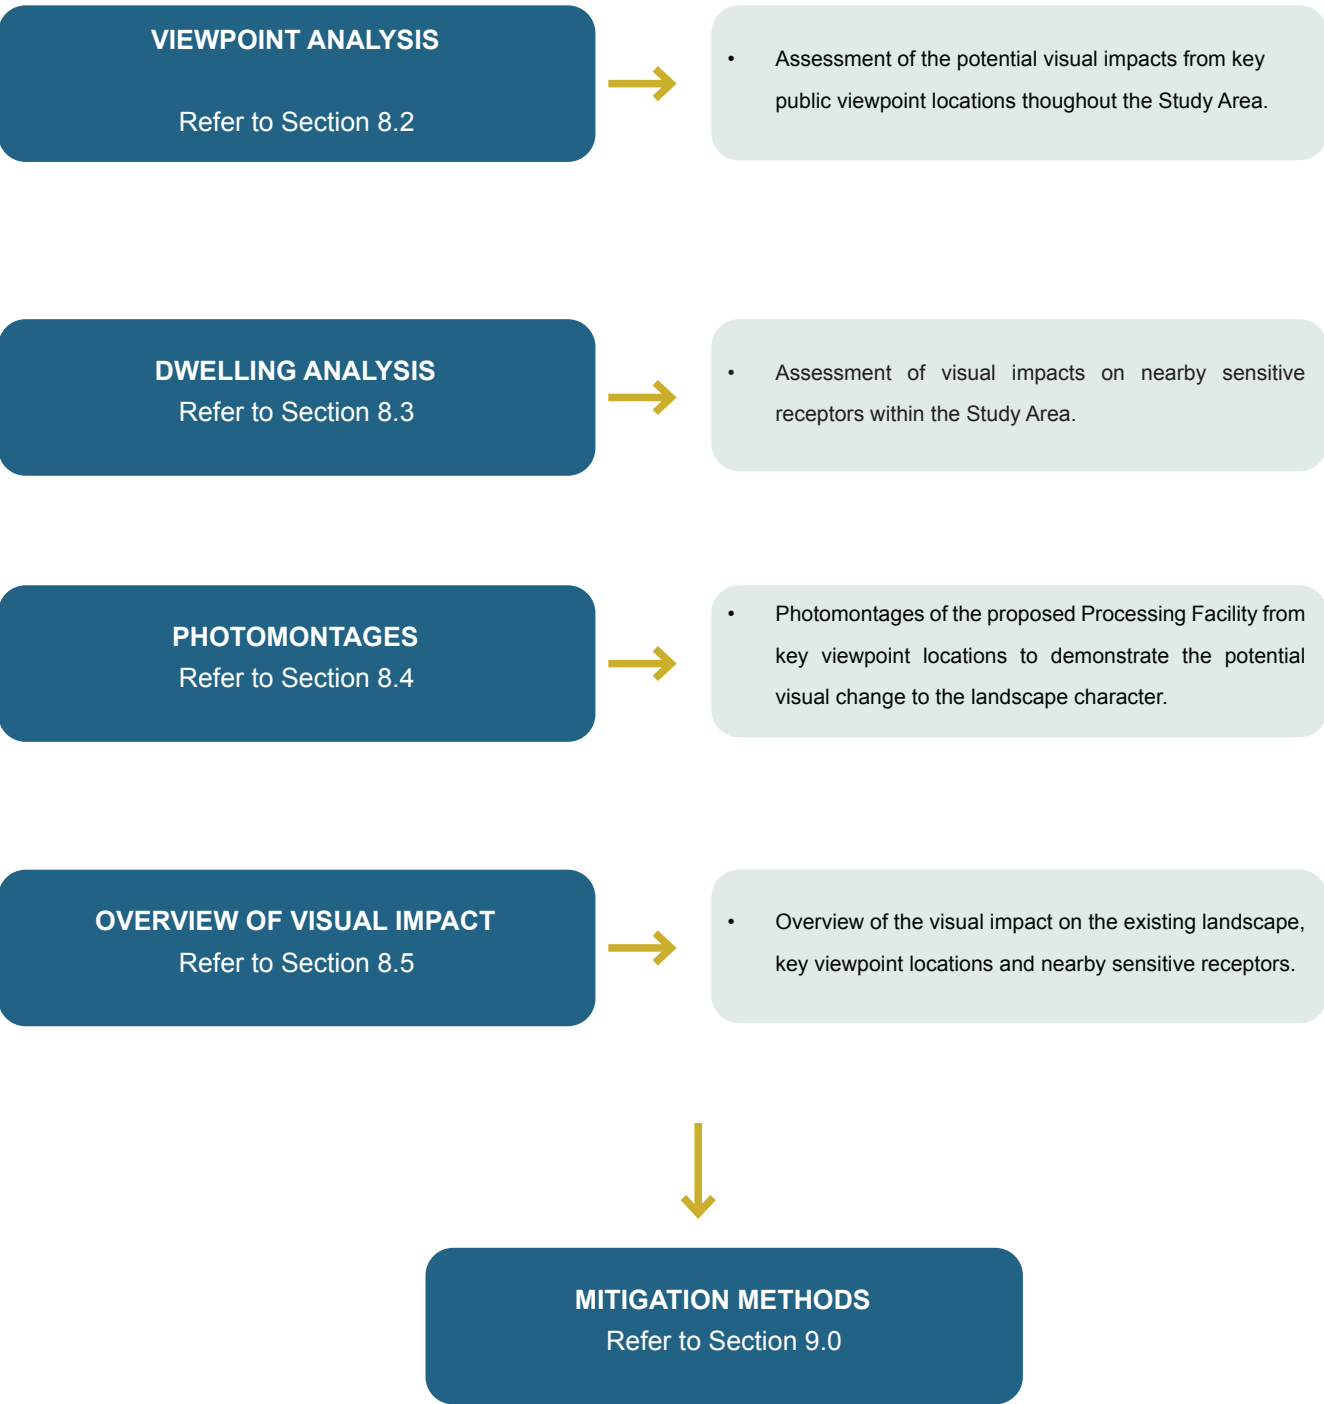 VIEWPOINT ANALYSIS
Refer to Section 8.2
• Assessment of the potential visual impacts from key
public viewpoint locations thoughout the Study Area.
DWELLING ANALYSIS
Refer to Section 8.3
• Assessment of visual impacts on nearby sensitive
receptors within the Study Area.
PHOTOMONTAGES
Refer to Section 8.4
• Photomontages of the proposed Processing Facility from
key viewpoint locations to demonstrate the potential
visual change to the landscape character.
OVERVIEW OF VISUAL IMPACT
Refer to Section 8.5
• Overview of the visual impact on the existing landscape,
key viewpoint locations and nearby sensitive receptors.
MITIGATION METHODS
Refer to Section 9.0